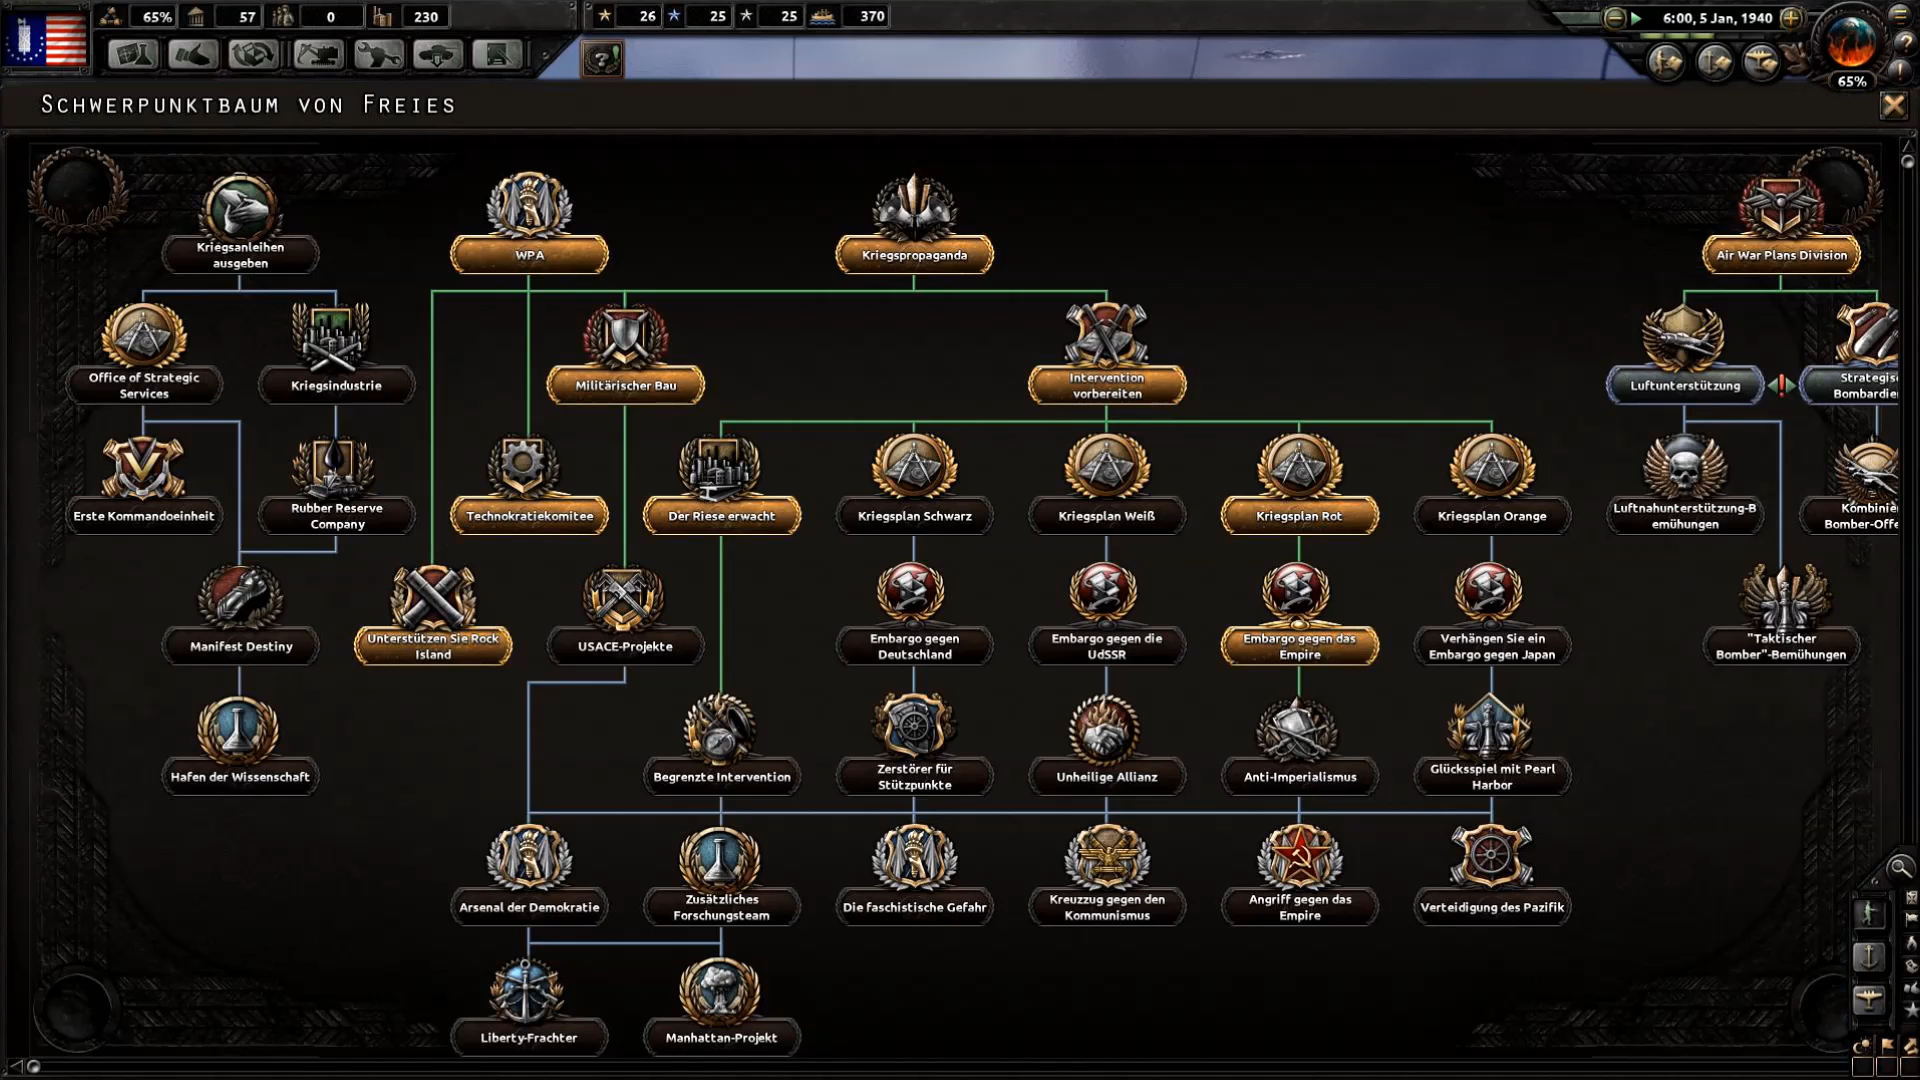 65%
57
0
230
26
25
25
370
6:00, 5 Jan, 1940
65%
Schwerpunktbaum von Freies
Kriegsanleihen
ausgeben
WPA
Kriegspropaganda
Air War Plans Division
Office of Strategic
Services
Kriegsindustrie
Militärischer Bau
Intervention
vorbereiten
Luftunterstützung
Strategisc
Bombardier
Erste Kommandoeinheit
Rubber Reserve
Company
Technokratiekomitee
Der Riese erwacht
Kriegsplan Schwarz
Kriegsplan Weiß
Kriegsplan Rot
Kriegsplan Orange
Luftnahunterstützung-B
emühungen
Kombinie
Bomber-Offe
Manifest Destiny
Unterstützen Sie Rock
Island
USACE-Projekte
Embargo gegen
Deutschland
Embargo gegen die
UdSSR
Embargo gegen das
Empire
Verhängen Sie ein
Embargo gegen Japan
"Taktischer
Bomber"-Bemühungen
Hafen der Wissenschaft
Begrenzte Intervention
Zerstörer für
Stützpunkte
Unheilige Allianz
Anti-Imperialismus
Glücksspiel mit Pearl
Harbor
Arsenal der Demokratie
Zusätzliches
Forschungsteam
Die faschistische Gefahr
Kreuzzug gegen den
Kommunismus
Angriff gegen das
Empire
Verteidigung des Pazifik
Liberty-Frachter
Manhattan-Projekt